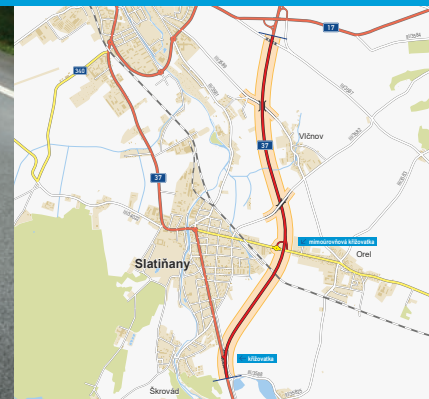 17
340
37
Vlčnov
37
mimoúrovňová křižovatka
Orel
Slatiňany
křižovatka
Škrovád